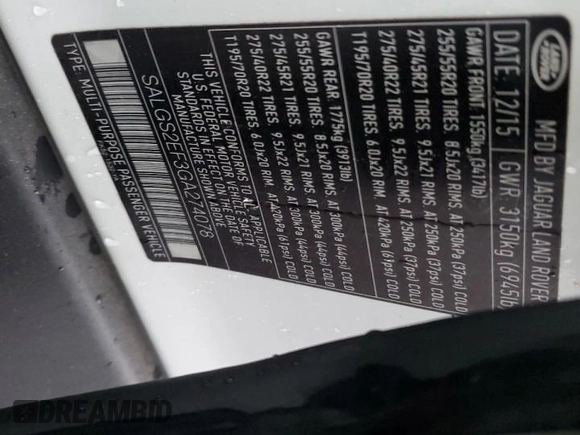 LAND
ROVER
MFD BY JAGUAR LAND ROVER
DATE: 12/15 GVWR: 3150kg (6945lb
GAWR FRONT: 1550kg (3417lb)
255/55R20 TIRES. 8.5Jx20 RIMS. AT 250kPa (37psi) COLD
275/45R21 TIRES. 9.5Jx21 RIMS. AT 250kPa (37psi) COLD
275/40R22 TIRES. 9.5Jx22 RIMS. AT 250kPa (37psi) COLD
T195/70R20 TIRES. 6.0Jx20 RIM. AT 420kPa (61psi) COLD
GAWR REAR: 1775kg (3913lb)
255/55R20 TIRES. 8.5Jx20 RIMS. AT 300kPa (44psi) COLD
275/45R21 TIRES. 9.5Jx21 RIMS. AT 300kPa (44psi) COLD
275/40R22 TIRES. 9.5Jx22 RIMS. AT 300kPa (44psi) COLD
T195/70R20 TIRES. 6.0Jx20 RIM. AT 420kPa (61psi) COLD
THIS VEHICLE CONFORMS TO ALL APPLICABLE
U.S. FEDERAL MOTOR VEHICLE SAFETY
STANDARDS IN EFFECT ON THE DATE OF
MANUFACTURE SHOWN ABOVE
SALGS2EF3GA274078
TYPE: MULTI-PURPOSE PASSENGER VEHICLE
DREAMBID